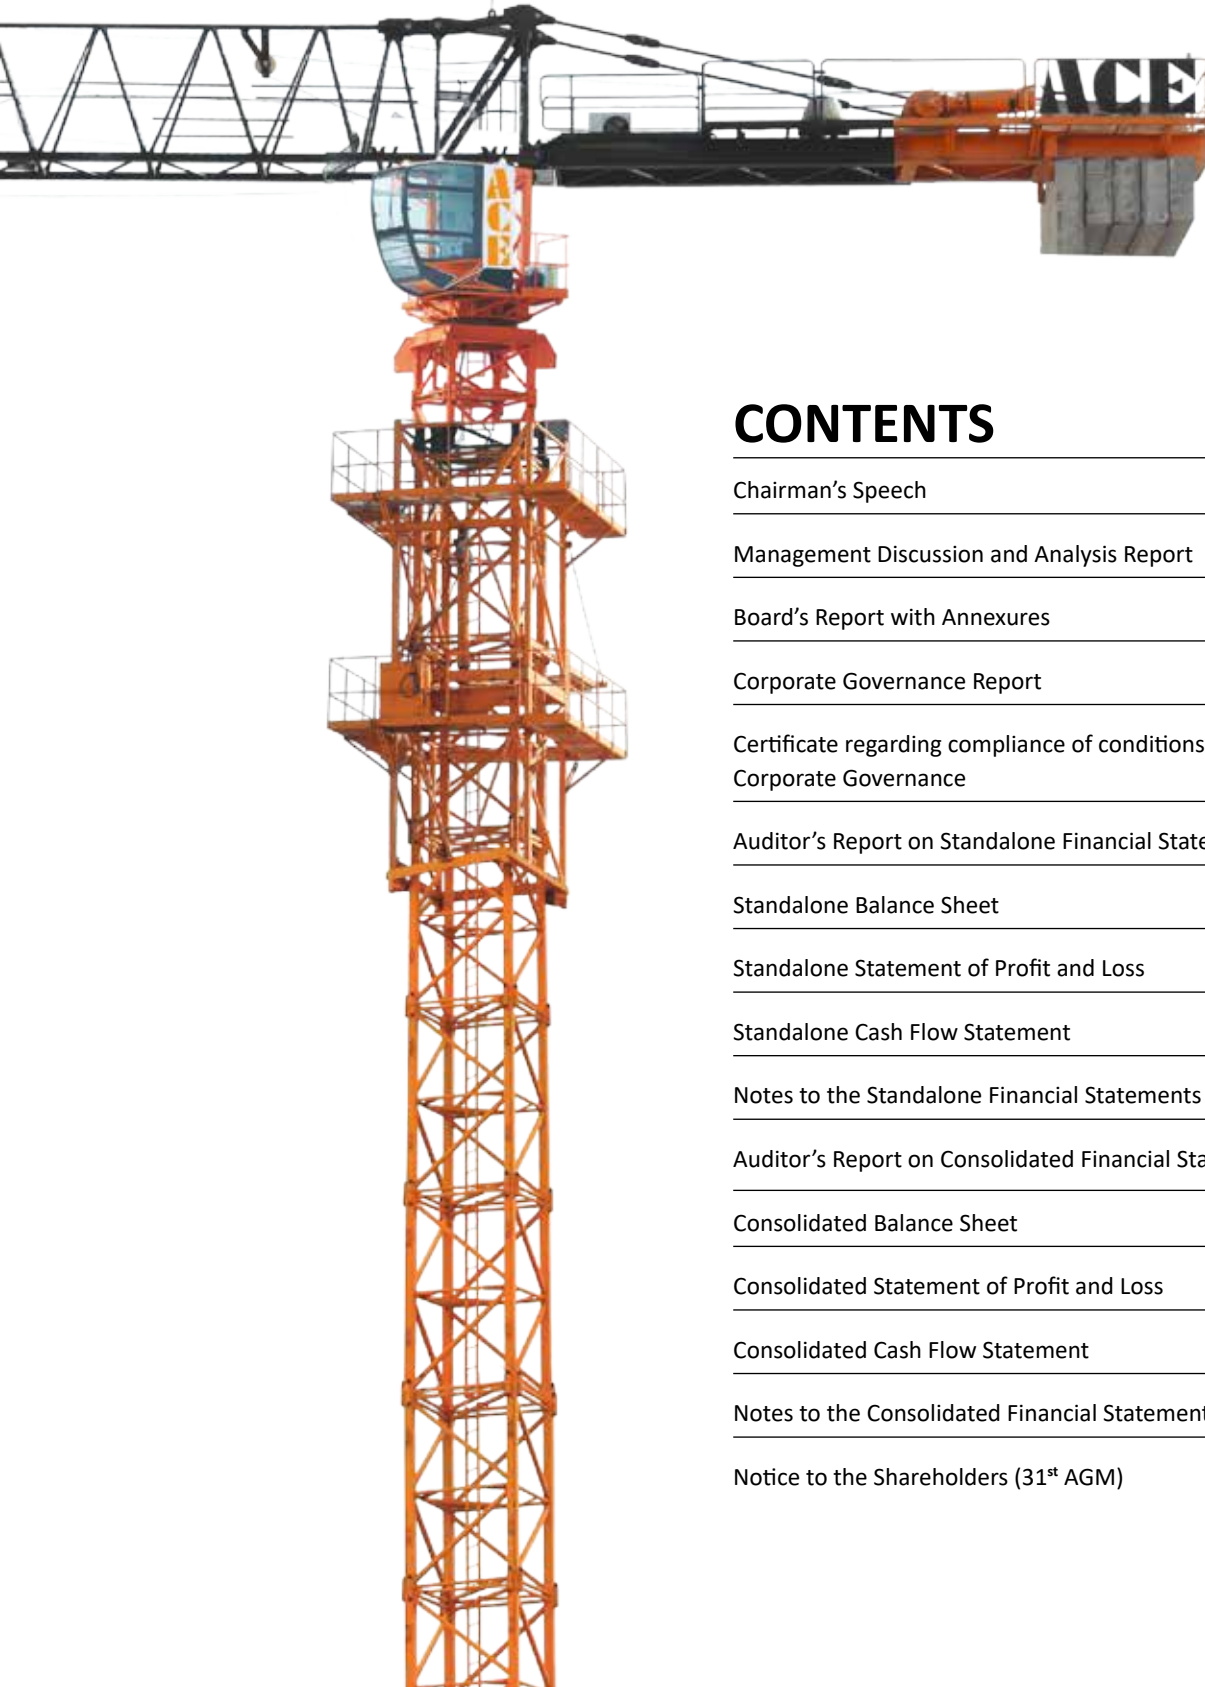 ACE
ACE
CONTENTS
Chairman’s Speech
Management Discussion and Analysis Report
Board’s Report with Annexures
Corporate Governance Report
Certificate regarding compliance of conditions
Corporate Governance
Auditor’s Report on Standalone Financial State
Standalone Balance Sheet
Standalone Statement of Profit and Loss
Standalone Cash Flow Statement
Notes to the Standalone Financial Statements
Auditor’s Report on Consolidated Financial Sta
Consolidated Balance Sheet
Consolidated Statement of Profit and Loss
Consolidated Cash Flow Statement
Notes to the Consolidated Financial Statement
Notice to the Shareholders (31st AGM)